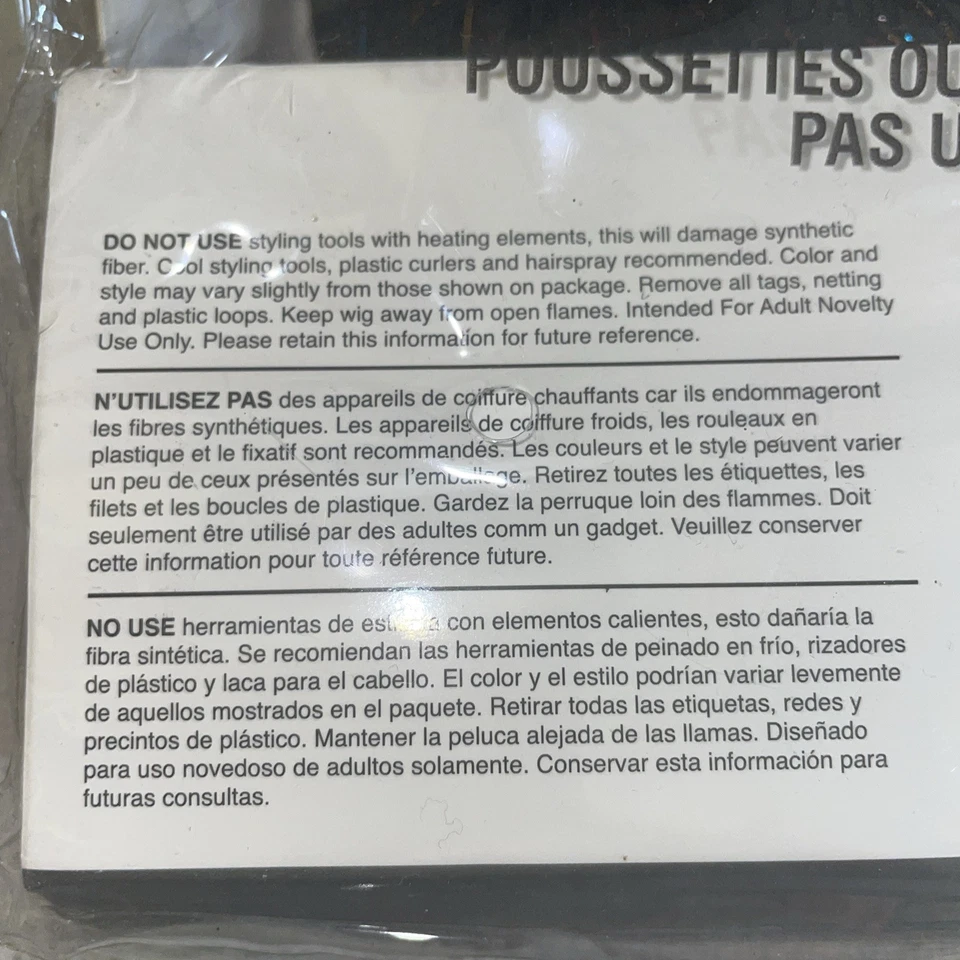 POUSSETTES OU
PAS U
DO NOT USE styling tools with heating elements, this will damage synthetic
fiber. Cool styling tools, plastic curlers and hairspray recommended. Color and
style may vary slightly from those shown on package. Remove all tags, netting
and plastic loops. Keep wig away from open flames. Intended For Adult Novelty
Use Only. Please retain this information for future reference.
N'UTILISEZ PAS des appareils de coiffure chauffants car ils endommageront
les fibres synthétiques. Les appareils de coiffure froids, les rouleaux en
plastique et le fixatif sont recommandés. Les couleurs et le style peuvent varier
un peu de ceux présentés sur l'emballage. Retirez toutes les étiquettes, les
filets et les boucles de plastique. Gardez la perruque loin des flammes. Doit
seulement être utilisé par des adultes comm un gadget. Veuillez conserver
cette information pour toute référence future.
NO USE herramientas de con elementos calientes, esto dañaría la
fibra sintética. Se recomiendan las herramientas de peinado en frío, rizadores
de plástico y laca para el cabello. El color y el estilo podrían variar levemente
de aquellos mostrados en el paquete. Retirar todas las etiquetas, redes y
precintos de plástico. Mantener la peluca alejada de las llamas. Diseñado
para uso novedoso de adultos solamente. Conservar esta información para
futuras consultas.